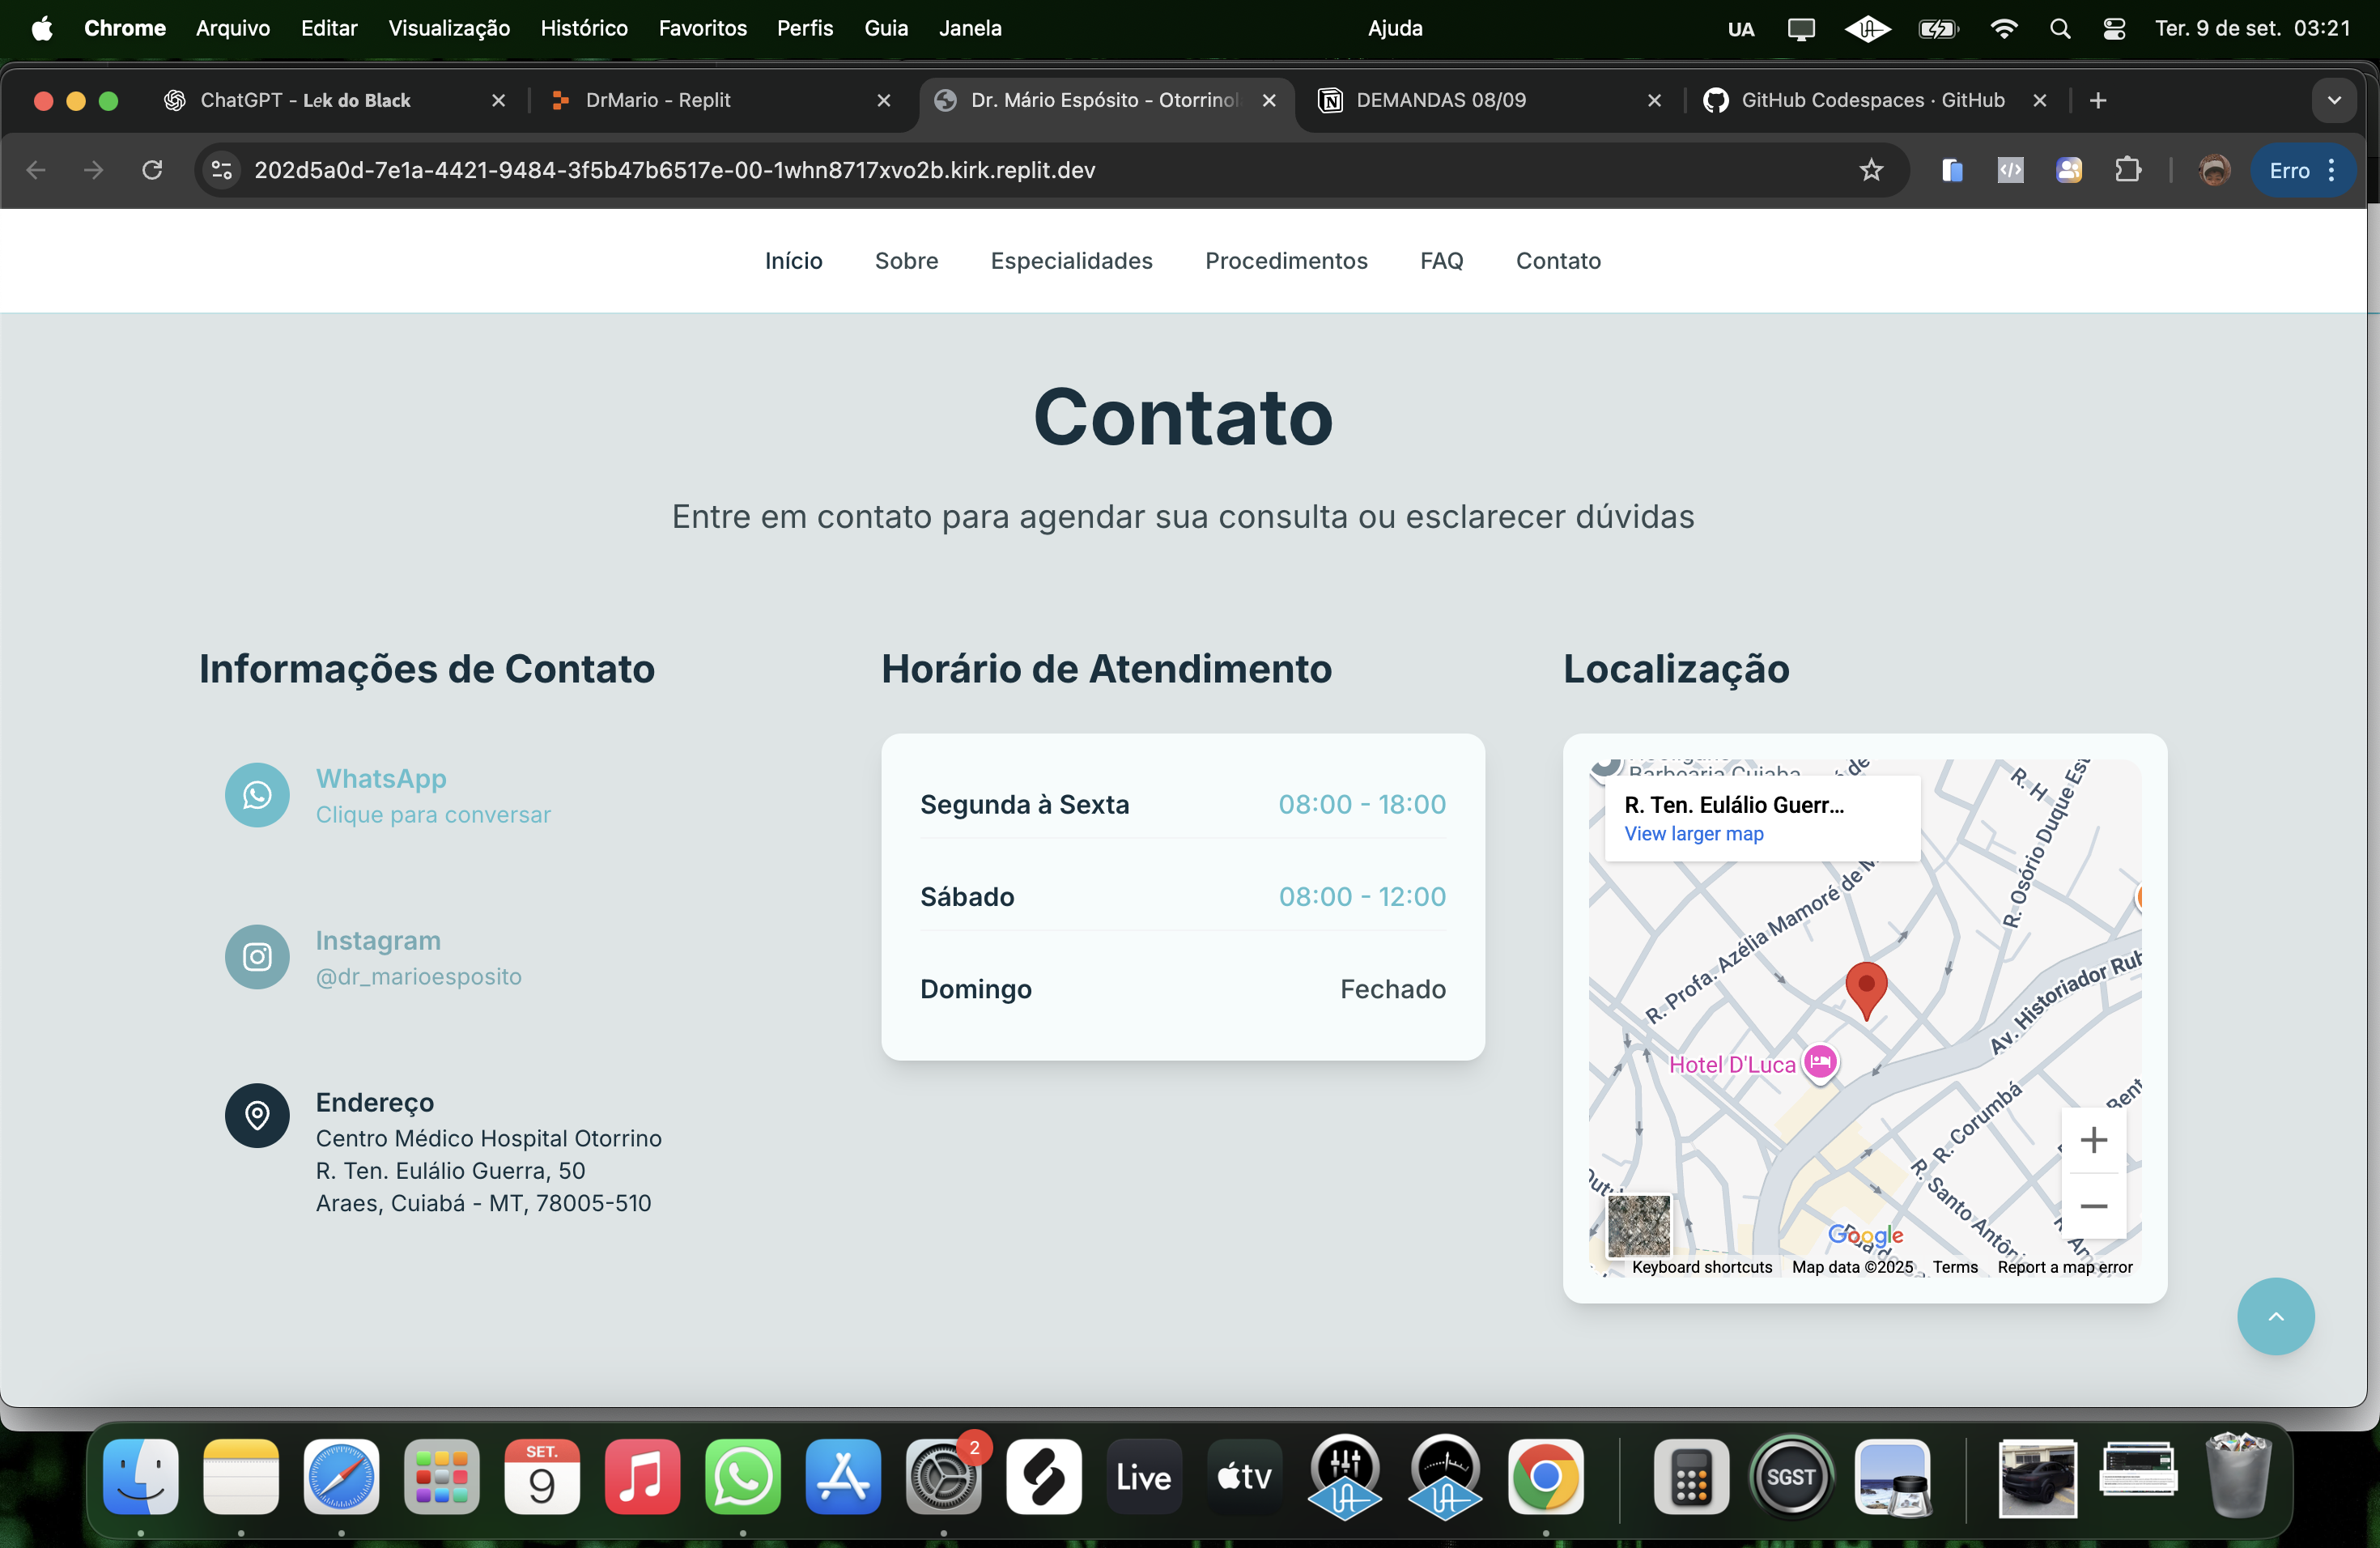 Chrome Arquivo Editar Visualização Histórico Favoritos Perfis Guia Janela Ajuda UA Ter. 9 de set. 03:21
ChatGPT - Lek do Black
DrMario - Replit
Dr. Mário Espósito - Otorrinol
DEMANDAS 08/09
GitHub Codespaces · GitHub
202d5a0d-7e1a-4421-9484-3f5b47b6517e-00-1whn8717xvo2b.kirk.replit.dev
Erro
Início Sobre Especialidades Procedimentos FAQ Contato
Contato
Entre em contato para agendar sua consulta ou esclarecer dúvidas
Informações de Contato
WhatsApp
Clique para conversar
Instagram
@dr_marioesposito
Endereço
Centro Médico Hospital Otorrino
R. Ten. Eulálio Guerra, 50
Araes, Cuiabá - MT, 78005-510
Horário de Atendimento
Segunda à Sexta 08:00 - 18:00
Sábado 08:00 - 12:00
Domingo Fechado
Localização
Barbearia Cuiaba
R. Ten. Eulálio Guerr...
View larger map
R. H
R. Osório Duque Est
R. Profa. Azélia Mamoré de M
Av. Historiador Rub
Hotel D'Luca
R. Corumbá
Bent
R. Santo Antôni
Google
Keyboard shortcuts Map data ©2025 Terms Report a map error
SET.
9
2
Live
tv
SGST